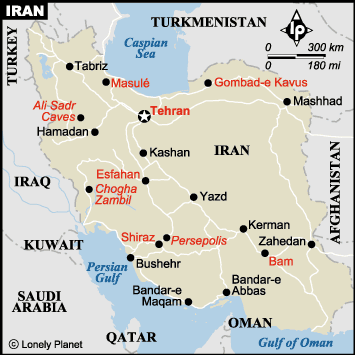 IRAN
TURKMENISTAN
TURKEY
Caspian
Sea
lp
300 km
180 mi
Tabriz
Masulé
Gombad-e Kavus
Mashhad
Tehran
Ali Sadr
Caves
Hamadan
Kashan
IRAN
AFGHANISTAN
IRAQ
Esfahan
Chogha
Zambil
Yazd
KUWAIT
Shiraz
Persepolis
Kerman
Zahedan
Bam
Persian
Gulf
Bushehr
Bandar-e
Maqam
Bandar-e
Abbas
SAUDI
ARABIA
QATAR
OMAN
Gulf of Oman
© Lonely Planet